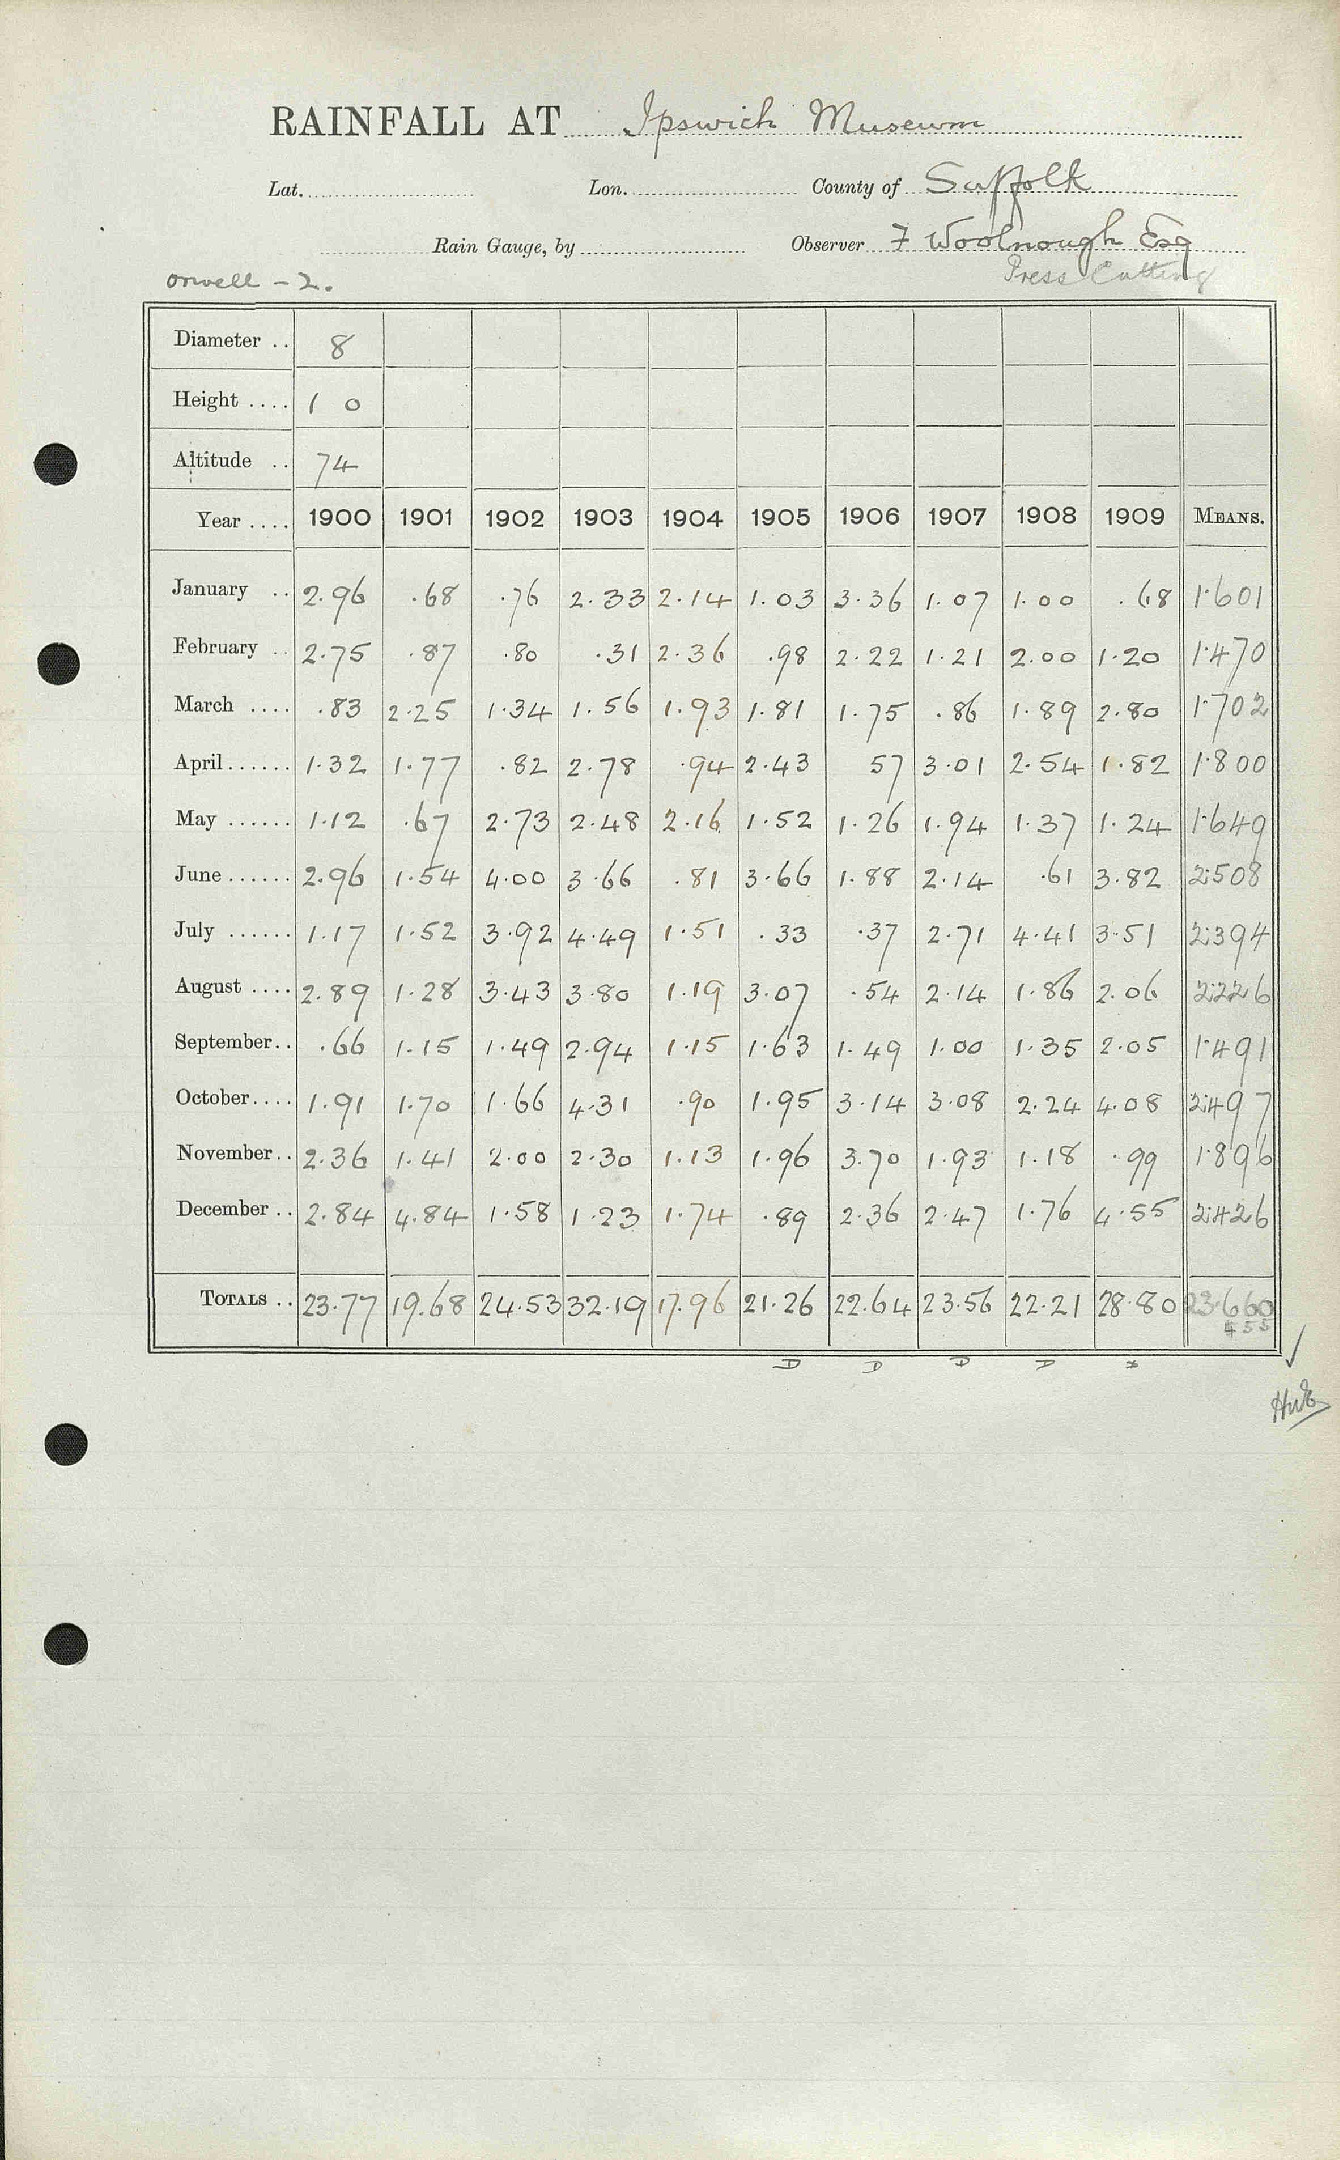 RAINFALL AT Ipswich Museum
Lat. Lon. County of Suffolk
Rain Gauge, by Observer F Woolnough Esq
Orwell - 2. Press Cutting
Diameter .. 8
Height .... 1 0
Altitude .. 74
Year .... 1900 1901 1902 1903 1904 1905 1906 1907 1908 1909 MEANS.
January .. 2.96 .68 .76 2.33 2.14 1.03 3.36 1.07 1.00 .68 1.601
February .. 2.75 .87 .80 .31 2.36 .98 2.22 1.21 2.00 1.20 1.470
March .... .83 2.25 1.34 1.56 1.93 1.81 1.75 .86 1.89 2.80 1.702
April...... 1.32 1.77 .82 2.78 .94 2.43 57 3.01 2.54 1.82 1.800
May ...... 1.12 .67 2.73 2.48 2.16 1.52 1.26 1.94 1.37 1.24 1.649
June...... 2.96 1.54 4.00 3.66 .81 3.66 1.88 2.14 .61 3.82 2.508
July ...... 1.17 1.52 3.92 4.49 1.51 .33 .37 2.71 4.41 3.51 2.394
August .... 2.89 1.28 3.43 3.80 1.19 3.07 .54 2.14 1.86 2.06 2.226
September.. .66 1.15 1.49 2.94 1.15 1.63 1.49 1.00 1.35 2.05 1.491
October.... 1.91 1.70 1.66 4.31 .90 1.95 3.14 3.08 2.24 4.08 2.497
November.. 2.36 1.41 2.00 2.30 1.13 1.96 3.70 1.93 1.18 .99 1.896
December .. 2.84 4.84 1.58 1.23 1.74 .89 2.36 2.47 1.76 4.55 2.426
TOTALS .. 23.77 19.68 24.53 32.19 17.96 21.26 22.64 23.56 22.21 28.80 23.660
D D D D